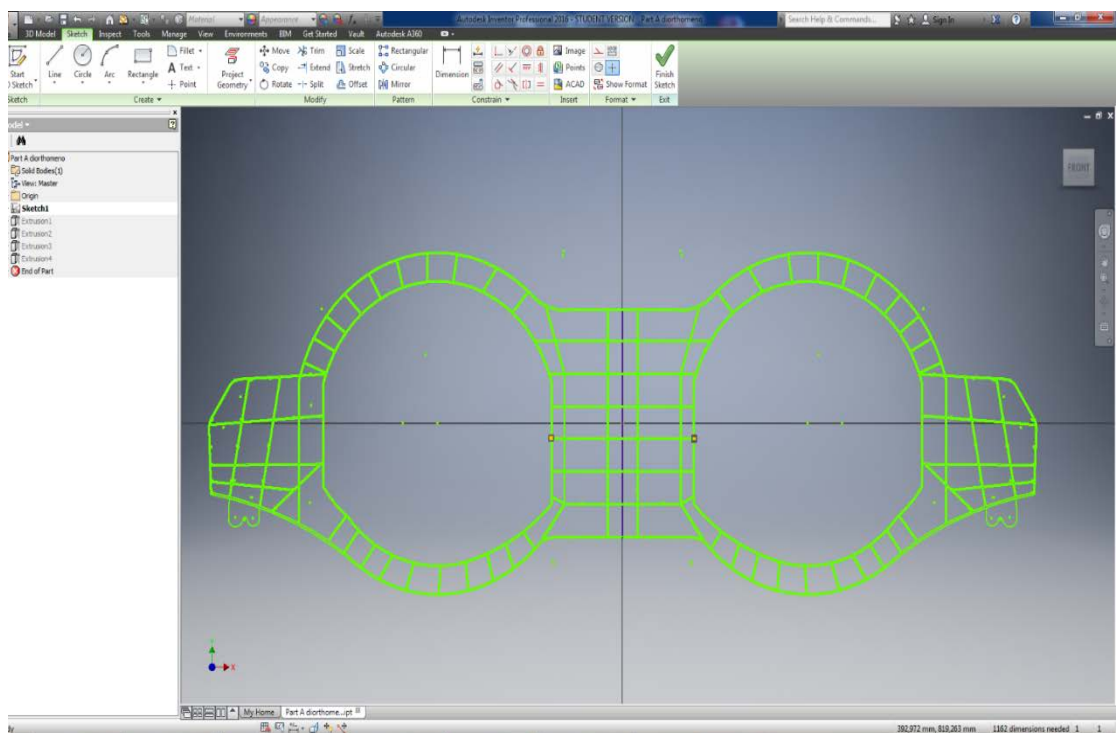 Material Appearance Autodesk Inventor Professional 2016 - STUDENT VERSION Part A diorthomeno Search Help & Commands... Sign In
3D Model Sketch Inspect Tools Manage View Environments BIM Get Started Vault Autodesk A360
Start
Sketch
Line
Circle
Arc
Rectangle
Fillet
Text
Point
Project
Geometry
Move Trim Scale
Copy Extend Stretch
Rotate Split Offset
Rectangular
Circular
Mirror
Dimension
Image
Points
ACAD
Show Format
Finish
Sketch
Sketch Create Modify Pattern Constrain Insert Format Exit
Part A diorthomeno
Solid Bodies(1)
View: Master
Origin
Sketch1
Extrusion1
Extrusion2
Extrusion3
Extrusion4
End of Part
FRONT
X
My Home Part A diorthome...ipt
392,972 mm, 819,263 mm 1162 dimensions needed 1 1